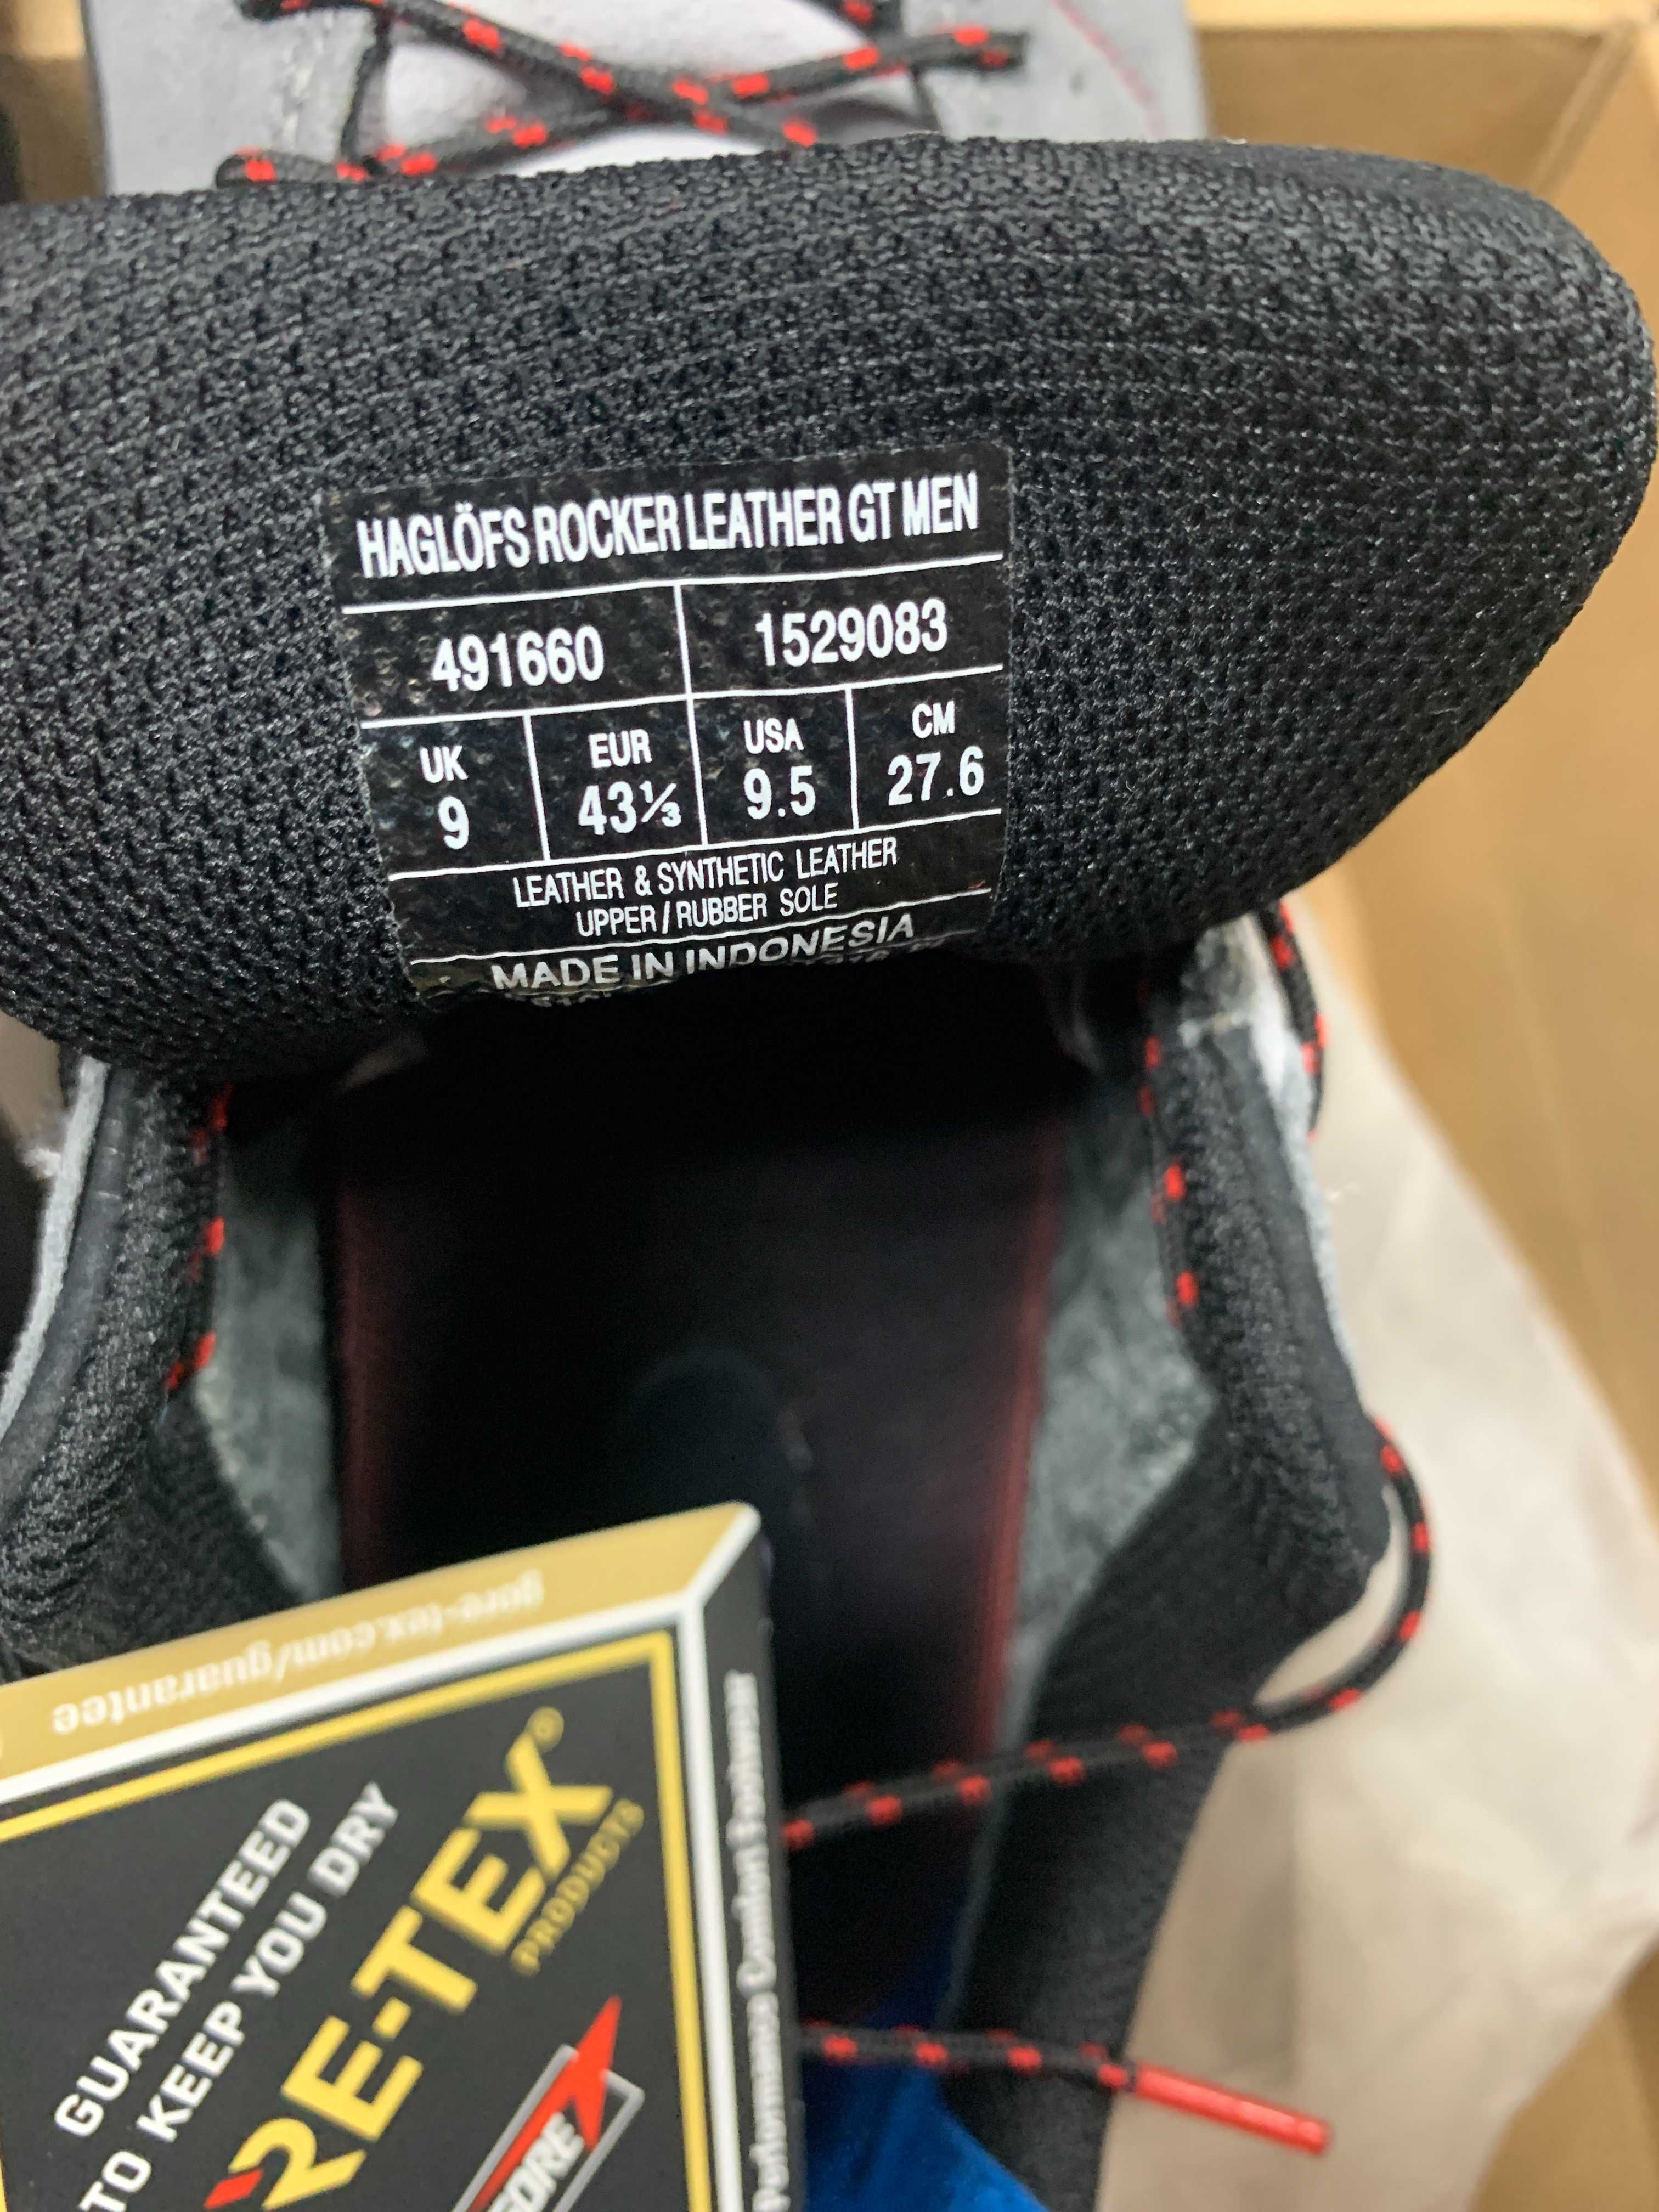 HAGLÖFS ROCKER LEATHER GT MEN
491660 1529083
UK EUR USA CM
9 43⅓ 9.5 27.6
LEATHER & SYNTHETIC LEATHER
UPPER / RUBBER SOLE
MADE IN INDONESIA
gore-tex.com/guarantee
GUARANTEED
TO KEEP YOU DRY
RE-TEX®
PRODUCTS
GORE
Performance Comfort Footwear